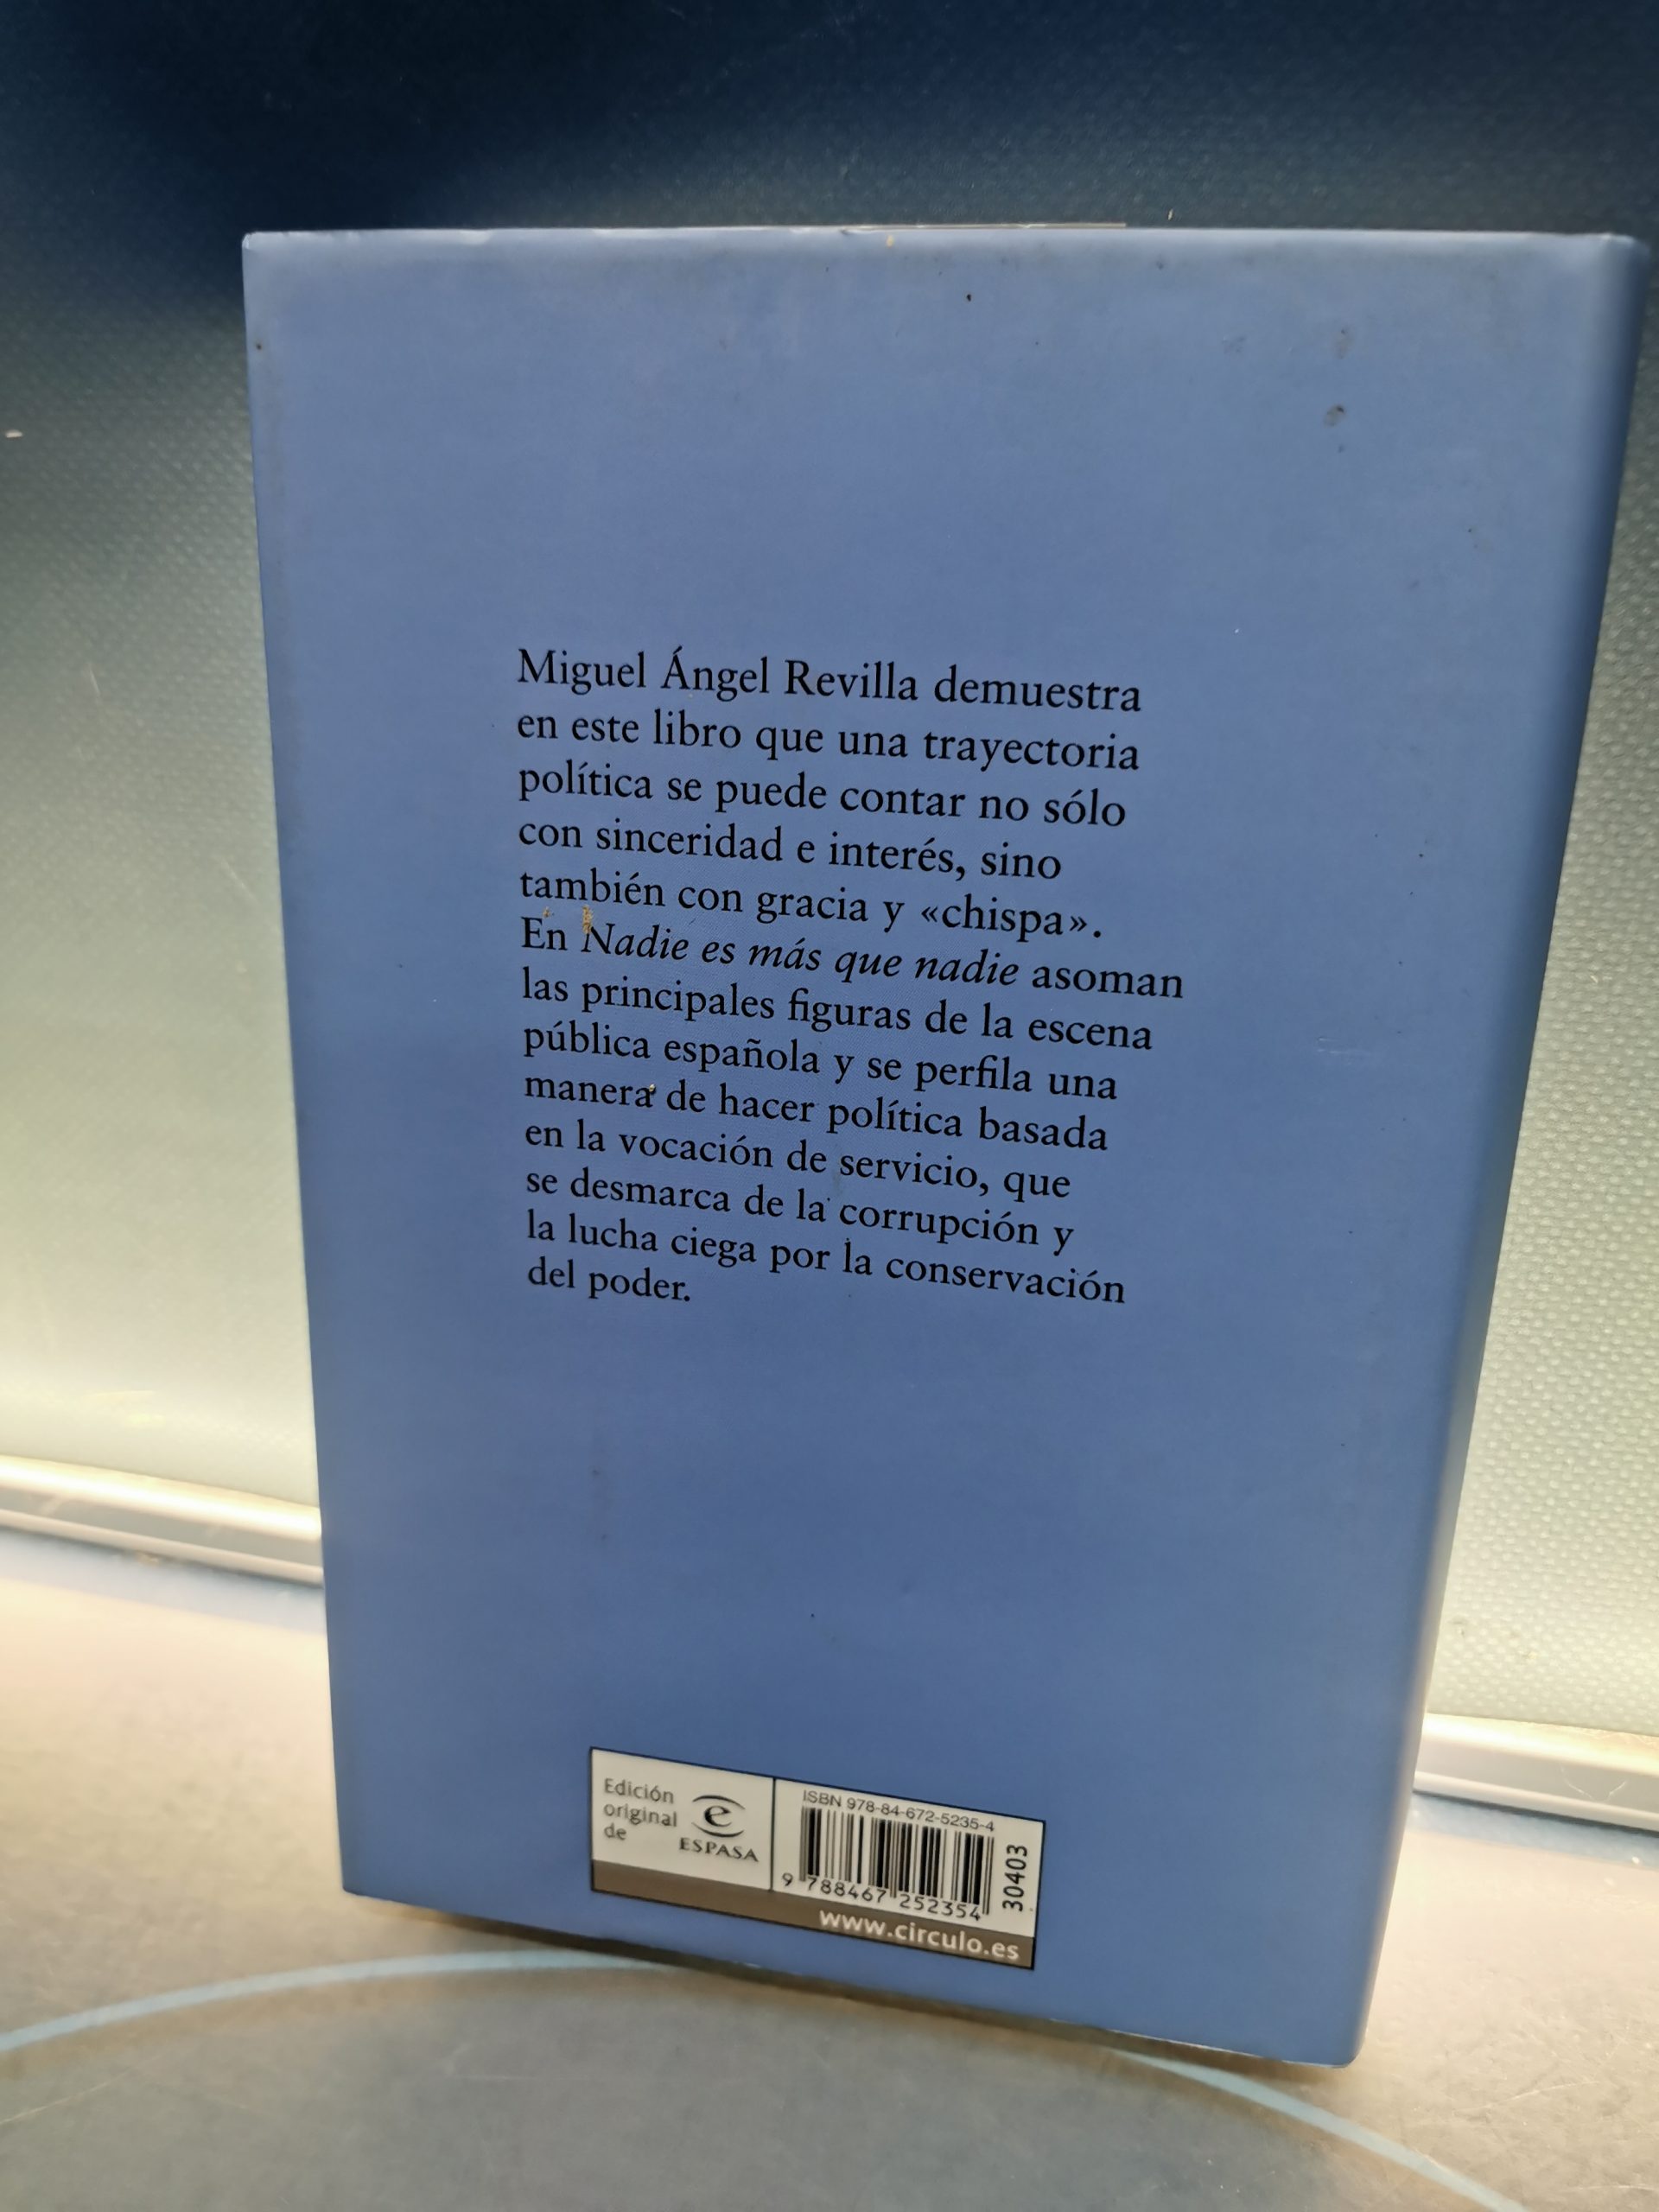 Miguel Ángel Revilla demuestra
en este libro que una trayectoria
política se puede contar no sólo
con sinceridad e interés, sino
también con gracia y «chispa».
En Nadie es más que nadie asoman
las principales figuras de la escena
pública española y se perfila una
manera de hacer política basada
en la vocación de servicio, que
se desmarca de la corrupción y
la lucha ciega por la conservación
del poder.
Edición
original
de
e
ESPASA
ISBN 978-84-672-5235-4
9 788467 252354
30403
www.circulo.es